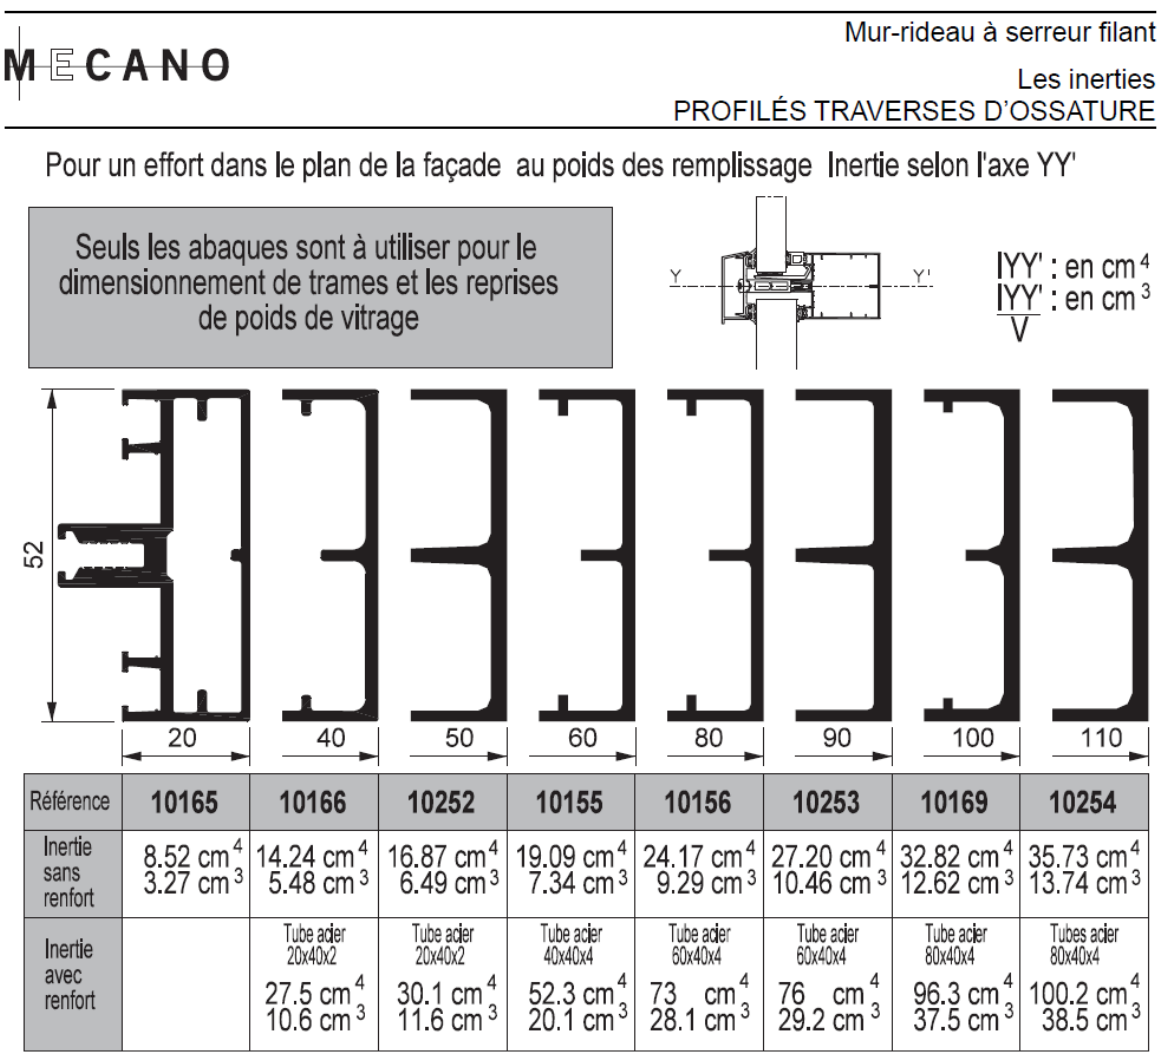 MECANO
Mur-rideau à serreur filant
Les inerties
PROFILÉS TRAVERSES D'OSSATURE
Pour un effort dans le plan de la façade au poids des remplissage Inertie selon l'axe YY'
Seuls les abaques sont à utiliser pour le
dimensionnement de trames et les reprises
de poids de vitrage
Y Y'
IYY' : en cm⁴
IYY' : en cm³
V
52
20 40 50 60 80 90 100 110
Référence 10165 10166 10252 10155 10156 10253 10169 10254
Inertie
sans
renfort
8.52 cm⁴ 14.24 cm⁴ 16.87 cm⁴ 19.09 cm⁴ 24.17 cm⁴ 27.20 cm⁴ 32.82 cm⁴ 35.73 cm⁴
3.27 cm³ 5.48 cm³ 6.49 cm³ 7.34 cm³ 9.29 cm³ 10.46 cm³ 12.62 cm³ 13.74 cm³
Inertie
avec
renfort
Tube acier Tube acier Tube acier Tube acier Tube acier Tube acier Tubes acier
20x40x2 20x40x2 40x40x4 60x40x4 60x40x4 80x40x4 80x40x4
27.5 cm⁴ 30.1 cm⁴ 52.3 cm⁴ 73 cm⁴ 76 cm⁴ 96.3 cm⁴ 100.2 cm⁴
10.6 cm³ 11.6 cm³ 20.1 cm³ 28.1 cm³ 29.2 cm³ 37.5 cm³ 38.5 cm³